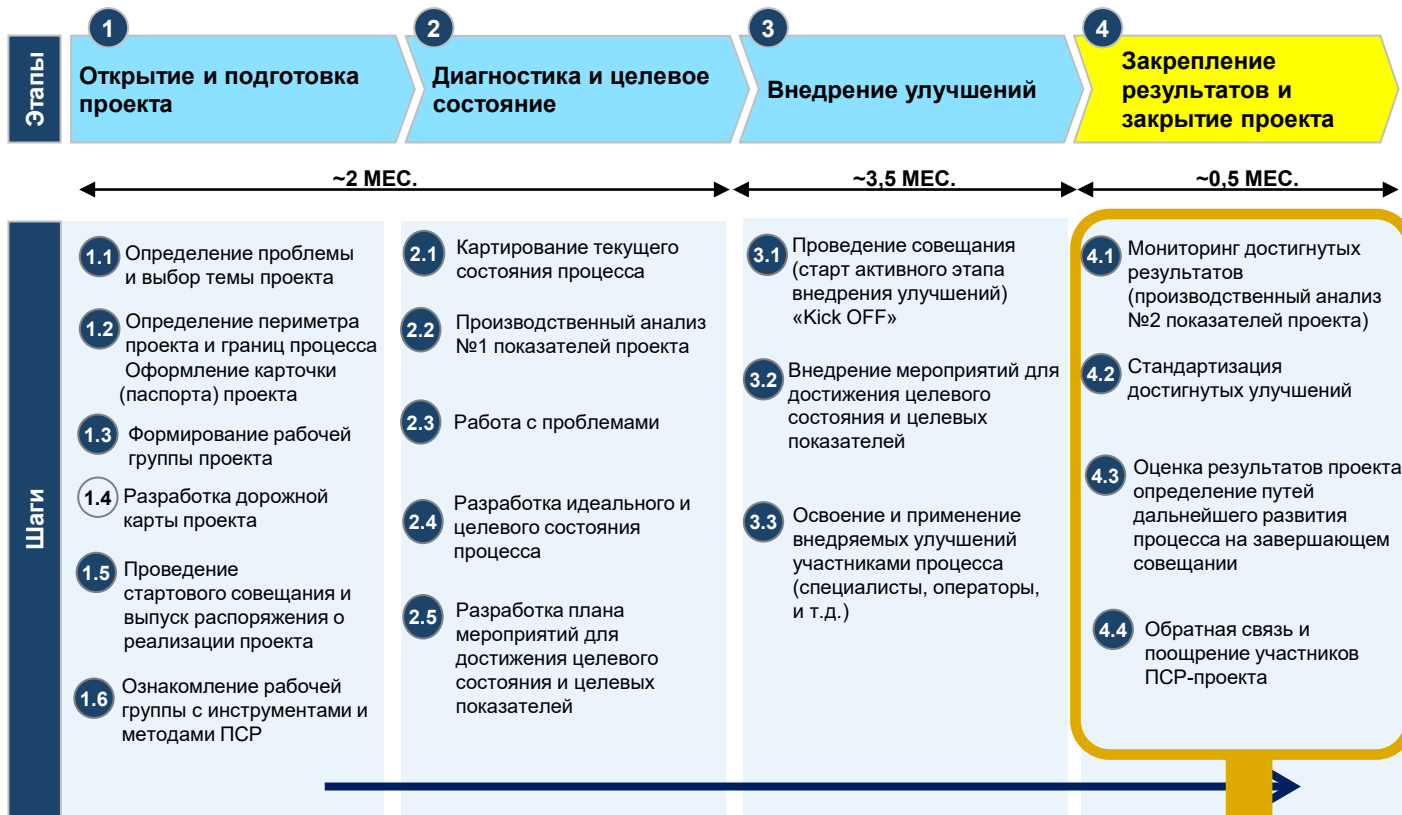 1
2
3
4
Этапы
Открытие и подготовка
проекта
Диагностика и целевое
состояние
Внедрение улучшений
Закрепление
результатов и
закрытие проекта
~2 МЕС.
~3,5 МЕС.
~0,5 МЕС.
Шаги
1.1 Определение проблемы
и выбор темы проекта
1.2 Определение периметра
проекта и границ процесса
Оформление карточки
(паспорта) проекта
1.3 Формирование рабочей
группы проекта
1.4 Разработка дорожной
карты проекта
1.5 Проведение
стартового совещания и
выпуск распоряжения о
реализации проекта
1.6 Ознакомление рабочей
группы с инструментами и
методами ПСР
2.1 Картирование текущего
состояния процесса
2.2 Производственный анализ
№1 показателей проекта
2.3 Работа с проблемами
2.4 Разработка идеального и
целевого состояния
процесса
2.5 Разработка плана
мероприятий для
достижения целевого
состояния и целевых
показателей
3.1 Проведение совещания
(старт активного этапа
внедрения улучшений)
«Kick OFF»
3.2 Внедрение мероприятий для
достижения целевого
состояния и целевых
показателей
3.3 Освоение и применение
внедряемых улучшений
участниками процесса
(специалисты, операторы,
и т.д.)
4.1 Мониторинг достигнутых
результатов
(производственный анализ
№2 показателей проекта)
4.2 Стандартизация
достигнутых улучшений
4.3 Оценка результатов проекта
определение путей
дальнейшего развития
процесса на завершающем
совещании
4.4 Обратная связь и
поощрение участников
ПСР-проекта